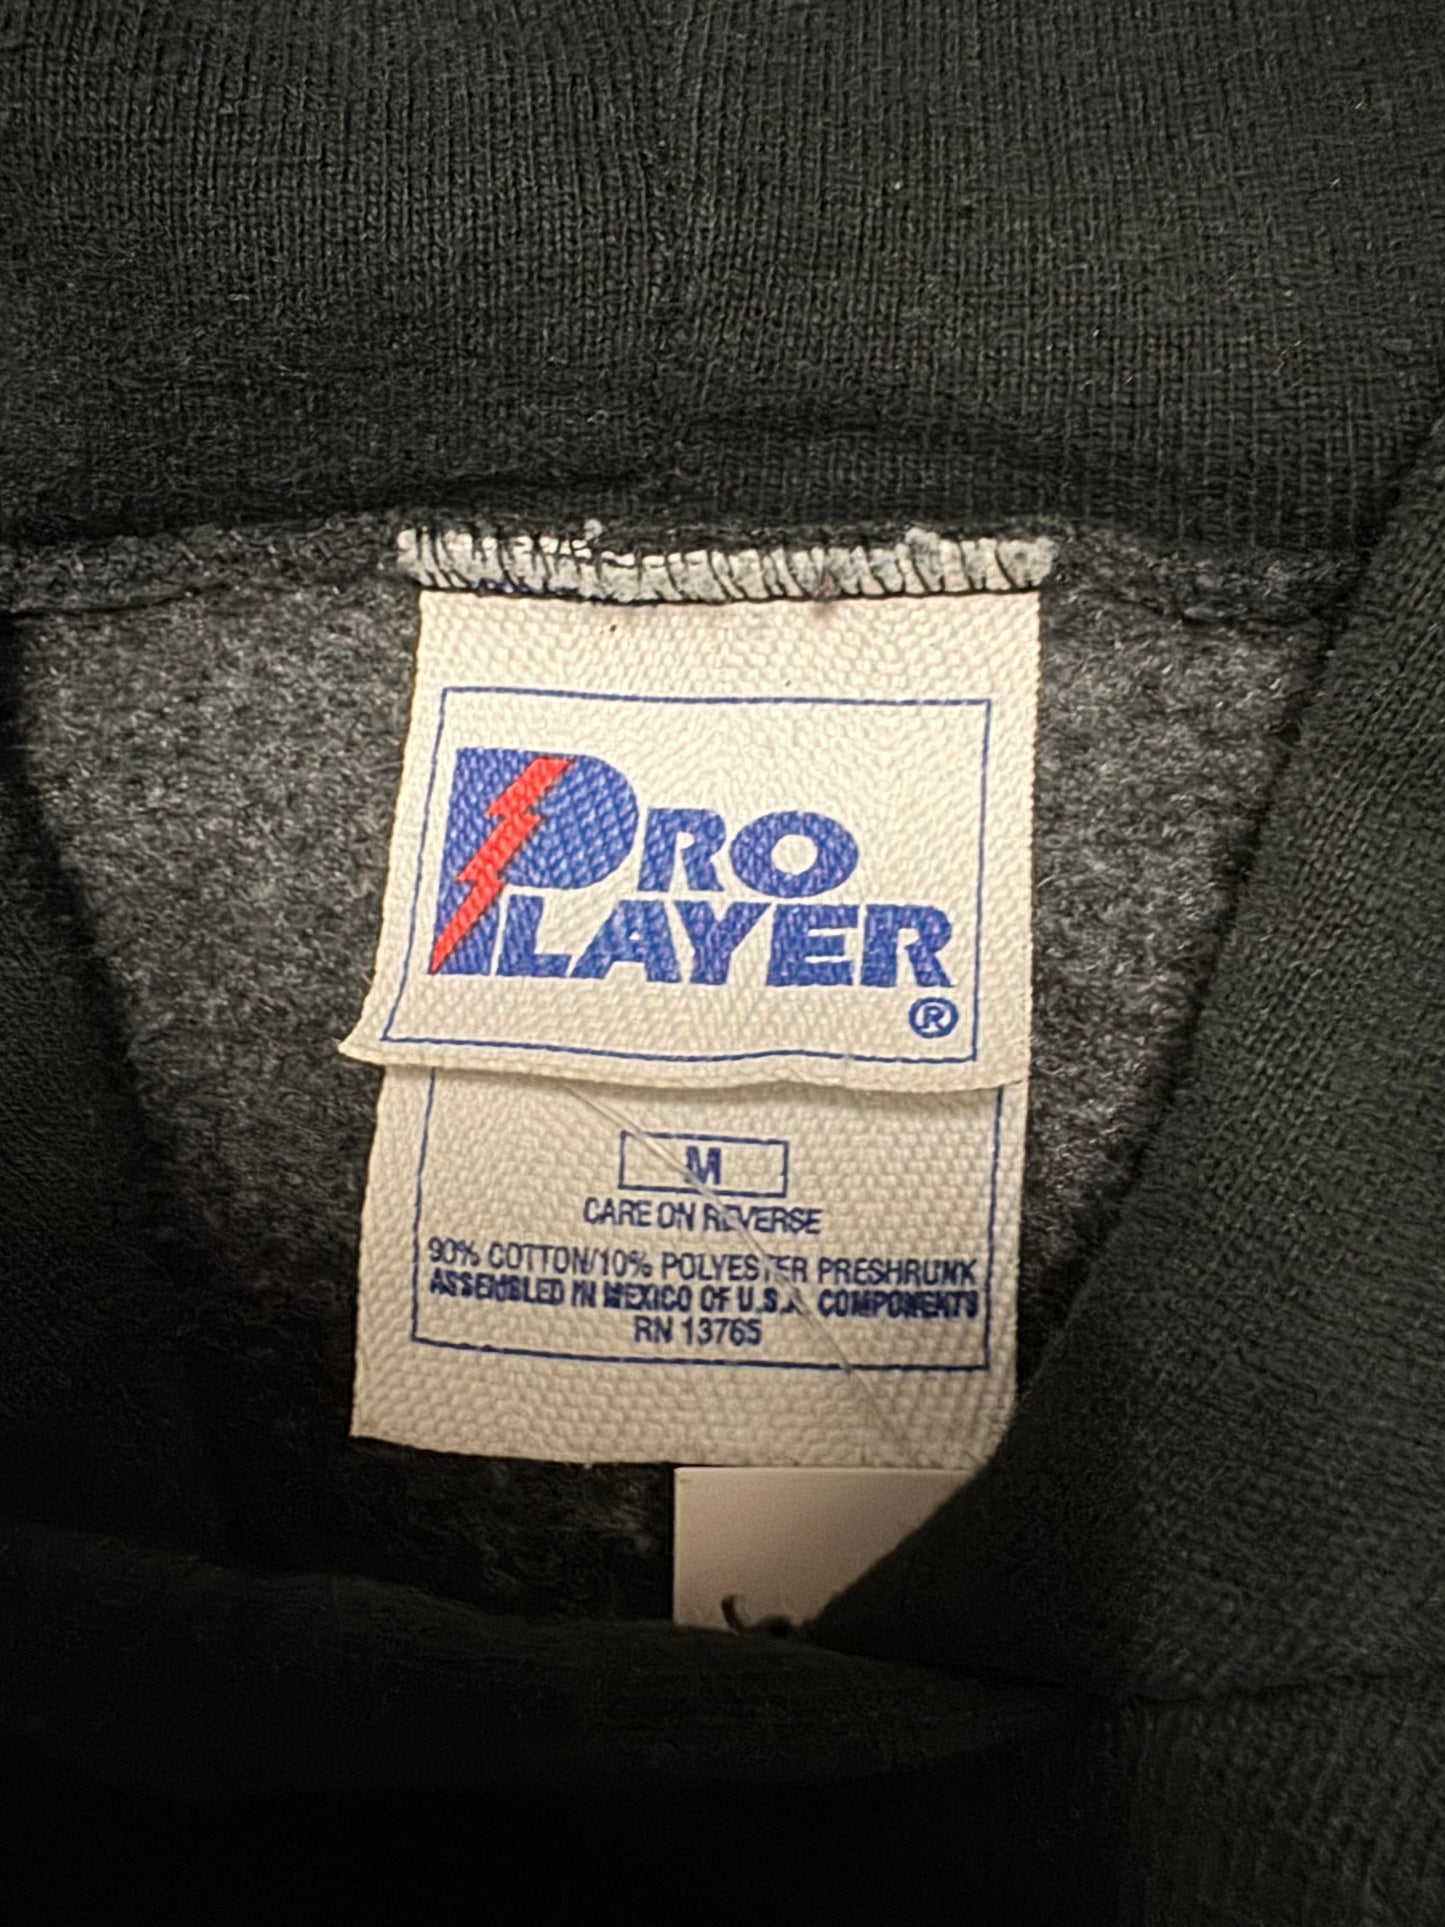 PRO
PLAYER
®
M
CARE ON REVERSE
90% COTTON/10% POLYESTER PRESHRUNK
ASSEMBLED IN MEXICO OF U.S.A. COMPONENTS
RN 13765